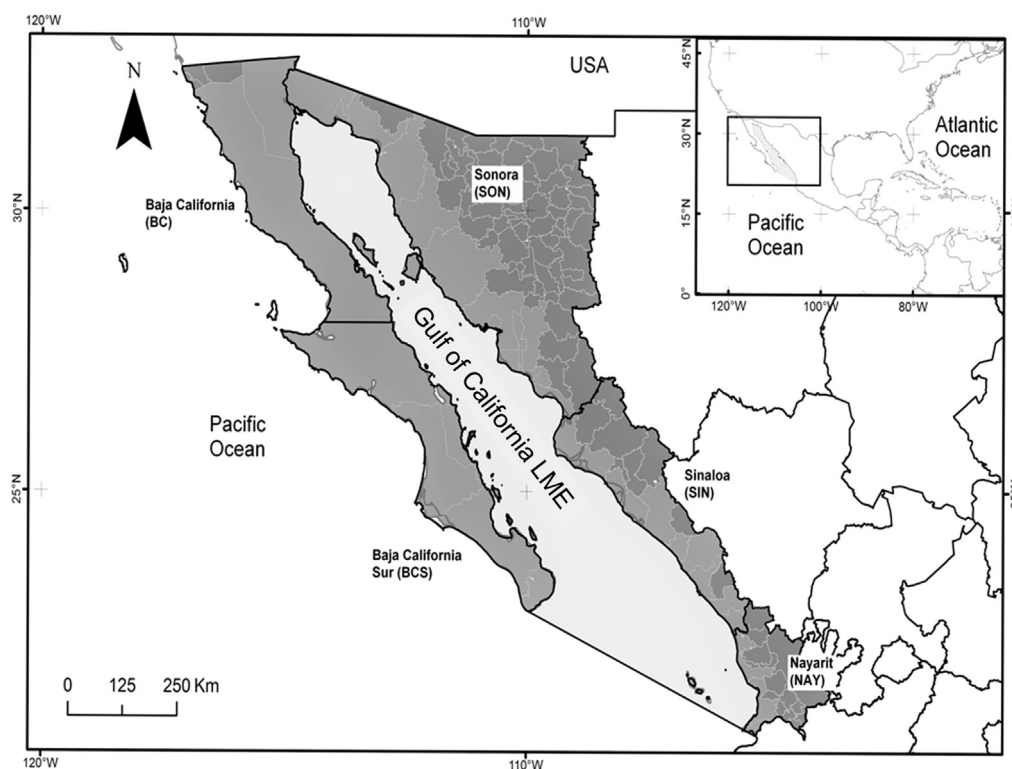 120°W
110°W
N
USA
45°N
30°N
15°N
0°
120°W
100°W
80°W
Atlantic
Ocean
Pacific
Ocean
Sonora
(SON)
Baja California
(BC)
30°N
Gulf of California LME
Pacific
Ocean
25°N
Sinaloa
(SIN)
Baja California
Sur (BCS)
Nayarit
(NAY)
0 125 250 Km
120°W
110°W